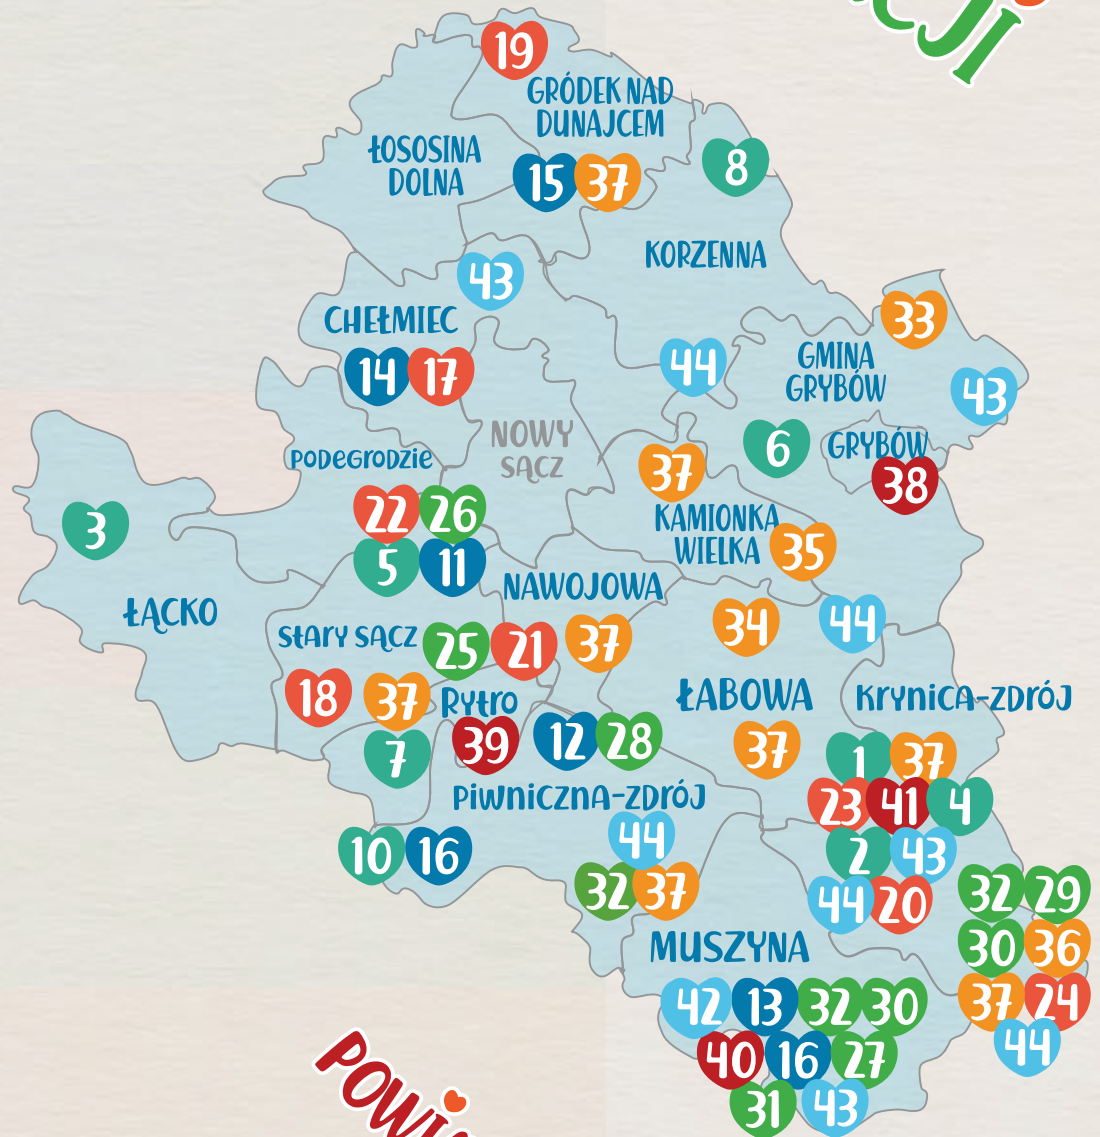 CJI
19
GRÓDEK NAD
DUNAJCEM
ŁOSOSINA
DOLNA
15 37
8
KORZENNA
43
CHEŁMIEC
14 17
33
GMINA
GRYBÓW
44
43
NOWY
SĄCZ
PODEGRODZIE
6
GRYBÓW
38
37
22 26
5 11
3
KAMIONKA
WIELKA
35
ŁĄCKO
NAWOJOWA
STARY SĄCZ
25 21 37
34
44
18 37
RYTRO
ŁABOWA
KRYNICA-ZDRÓJ
7
39
12 28
37
1 37
PIWNICZNA-ZDRÓJ
23 41 4
44
10 16
2 43
32 37
44 20
32 29
MUSZYNA
30 36
42 13 32 30
37 24
40 16 27
44
31 43
POWI